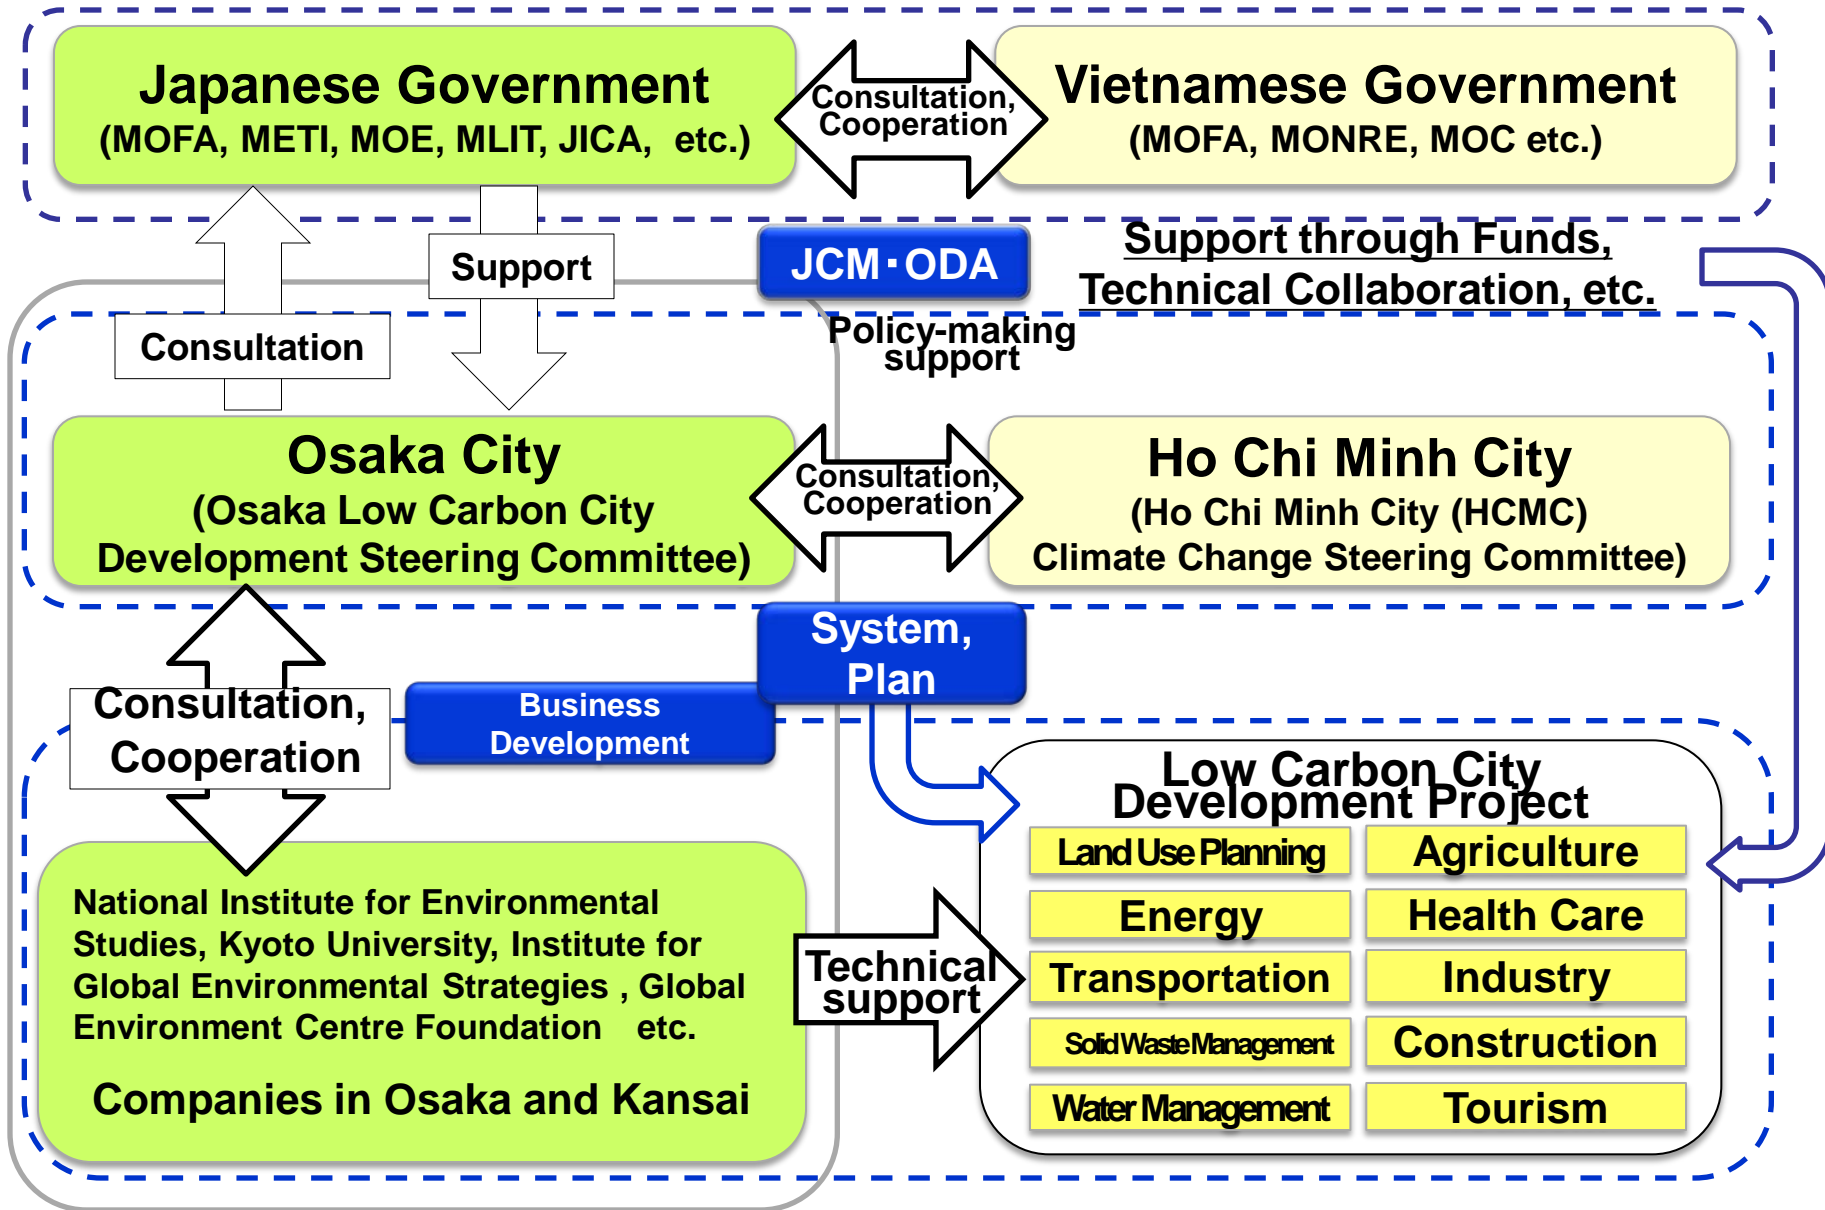 Japanese Government
(MOFA, METI, MOE, MLIT, JICA, etc.)
Consultation,
Cooperation
Vietnamese Government
(MOFA, MONRE, MOC etc.)
Support
JCM・ODA
Support through Funds,
Technical Collaboration, etc.
Consultation
Policy-making
support
Osaka City
(Osaka Low Carbon City
Development Steering Committee)
Consultation,
Cooperation
Ho Chi Minh City
(Ho Chi Minh City (HCMC)
Climate Change Steering Committee)
System,
Plan
Consultation,
Cooperation
Business
Development
Low Carbon City
Development Project
Land Use Planning
Agriculture
Energy
Health Care
Transportation
Industry
Solid Waste Management
Construction
Water Management
Tourism
National Institute for Environmental
Studies, Kyoto University, Institute for
Global Environmental Strategies , Global
Environment Centre Foundation etc.
Companies in Osaka and Kansai
Technical
support